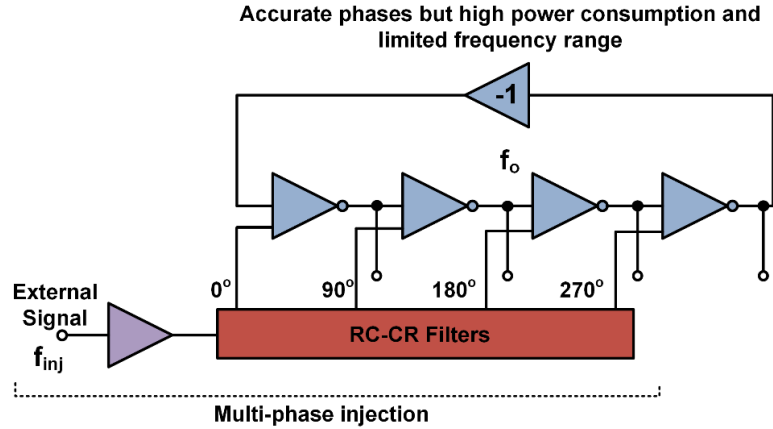 Accurate phases but high power consumption and
limited frequency range
-1
fo
0°
90°
180°
270°
External
Signal
finj
RC-CR Filters
Multi-phase injection